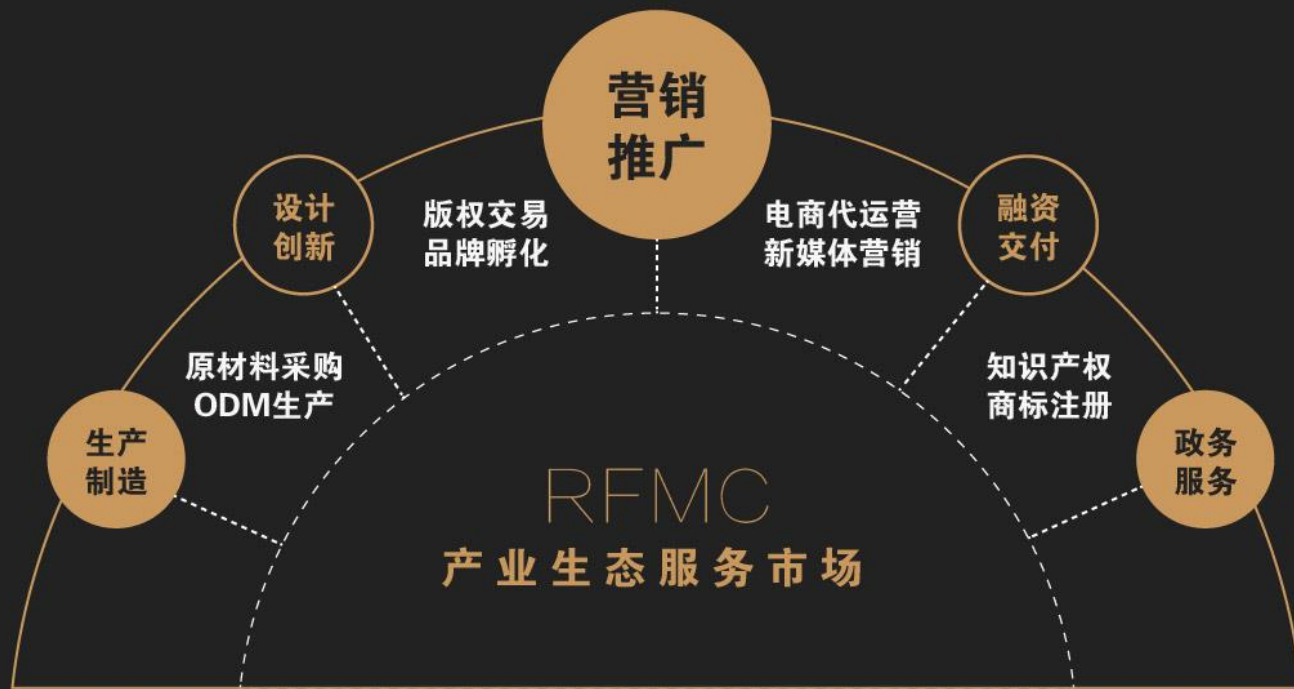 营销
推广
设计
创新
版权交易
品牌孵化
电商代运营
新媒体营销
融资
交付
原材料采购
ODM生产
知识产权
商标注册
生产
制造
政务
服务
RFMC
产业生态服务市场